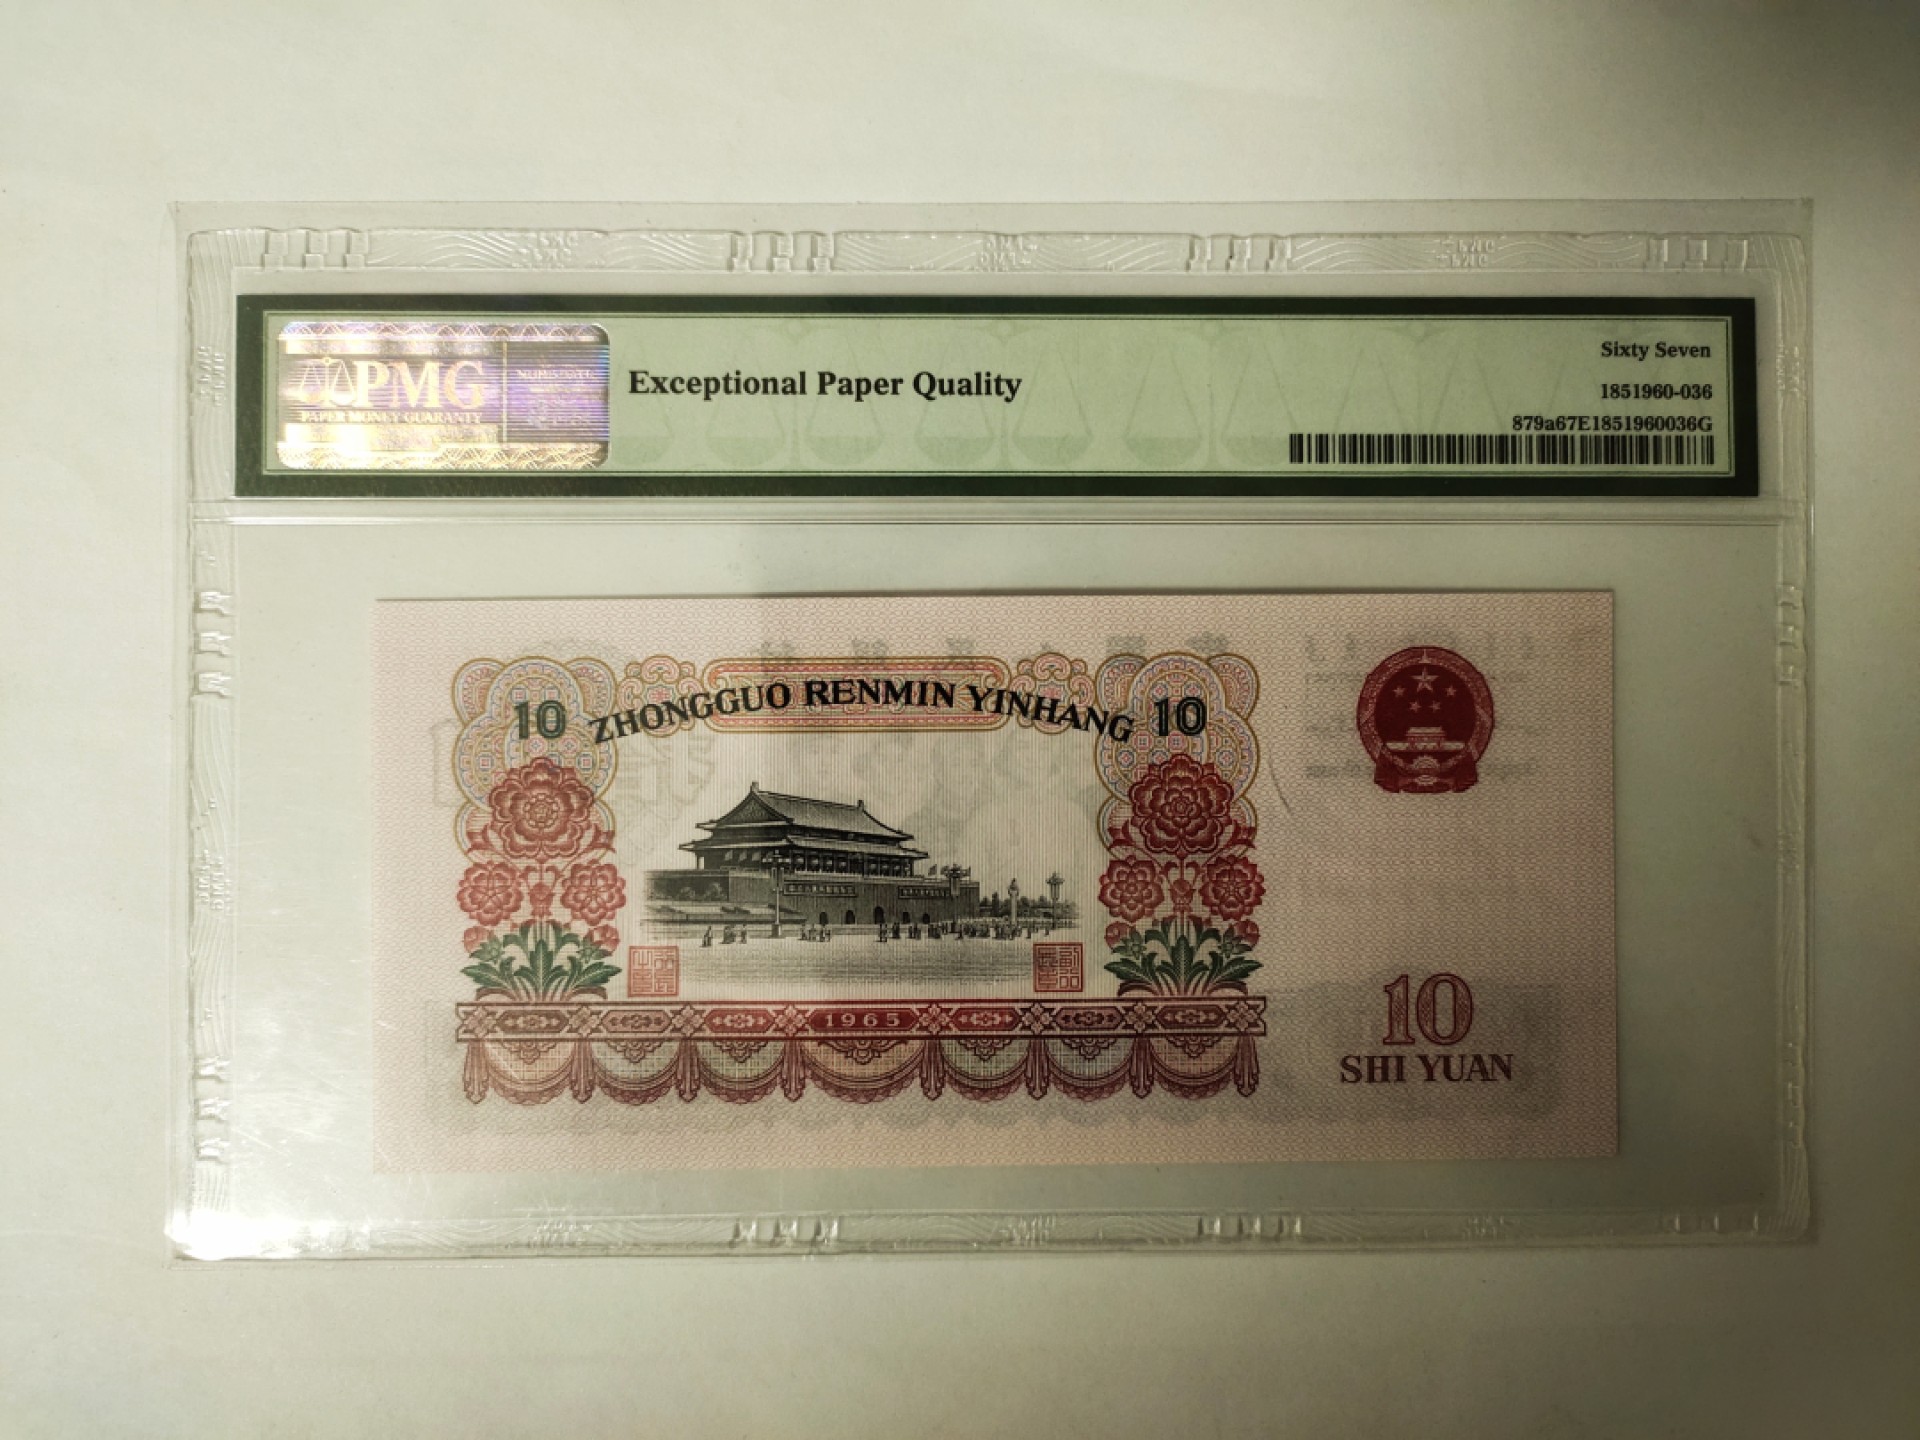 PMG
PAPER MONEY GUARANTY
Exceptional Paper Quality
Sixty Seven
1851960-036
879a67E1851960036G
10 ZHONGGUO RENMIN YINHANG 10
1965
10
SHI YUAN